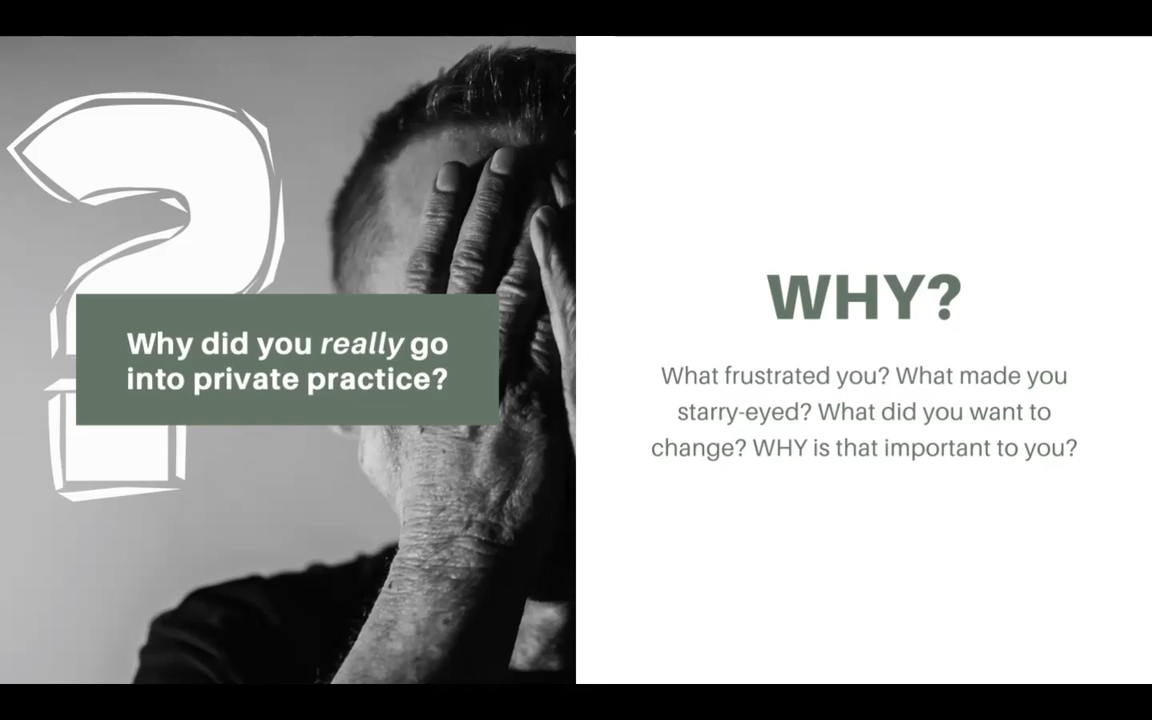 ?
Why did you really go
into private practice?
WHY?
What frustrated you? What made you
starry-eyed? What did you want to
change? WHY is that important to you?